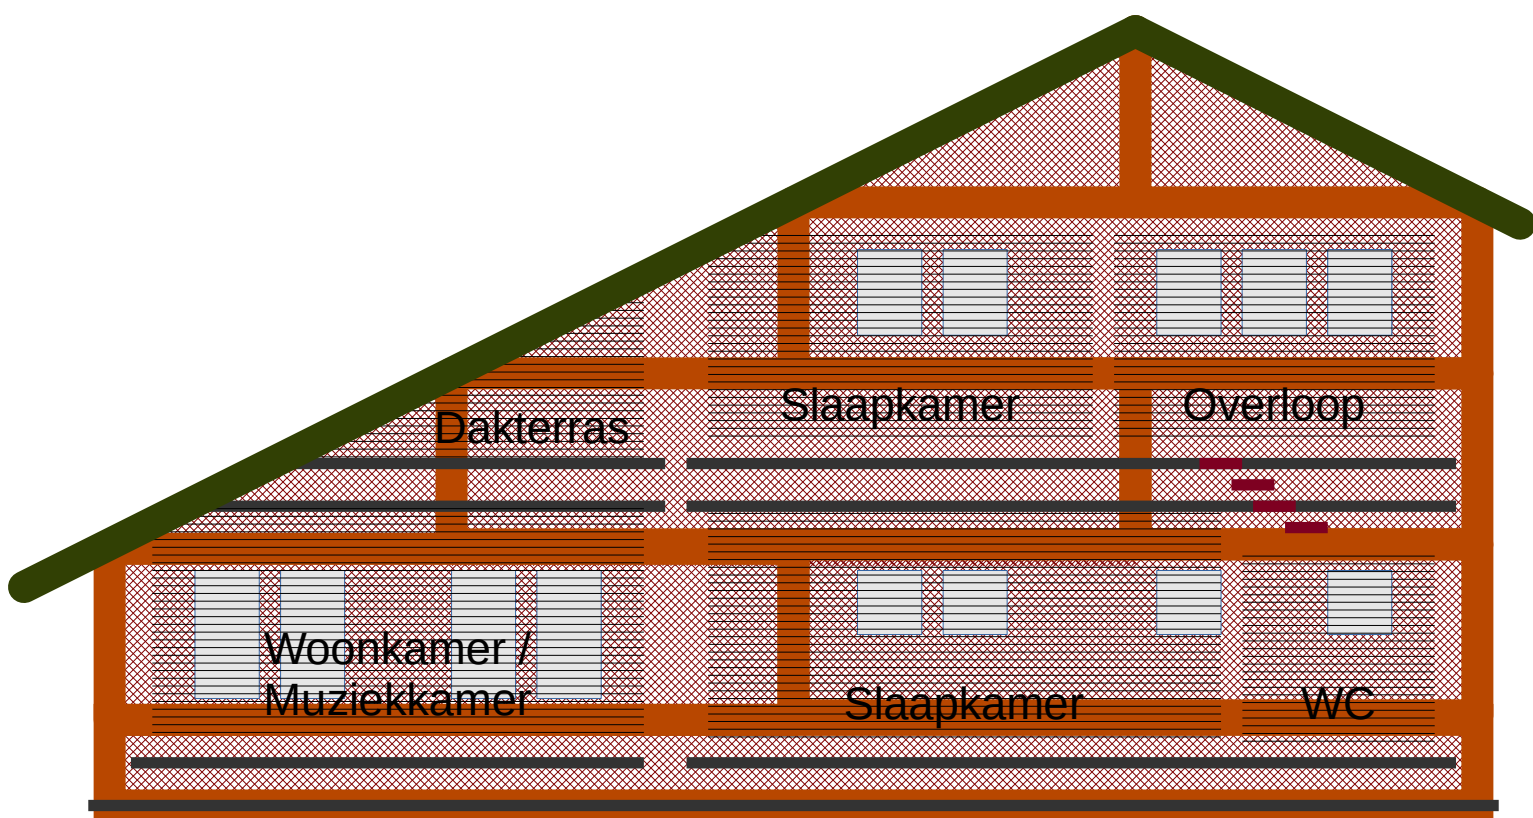 Slaapkamer
Overloop
Dakterras
Woonkamer /
Muziekkamer
Slaapkamer
WC